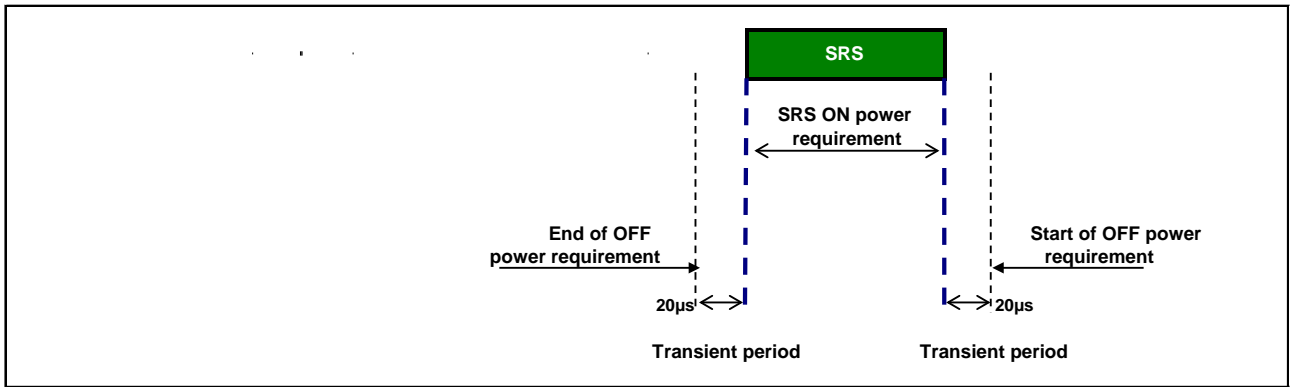 SRS
SRS ON power
requirement
End of OFF
power requirement
Start of OFF power
requirement
20µs
20µs
Transient period
Transient period